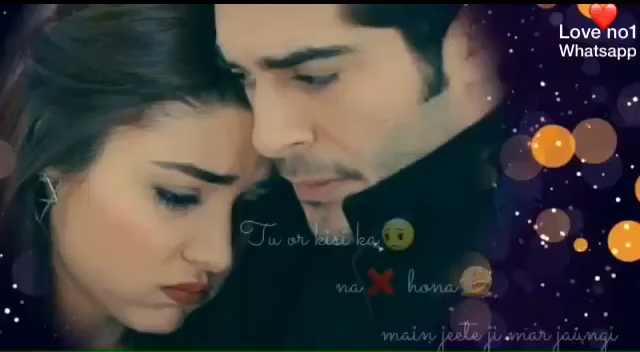 Love no1
Whatsapp
Tu or kisi ka 😔
na ❌ hona
main jeete ji mar jaungi